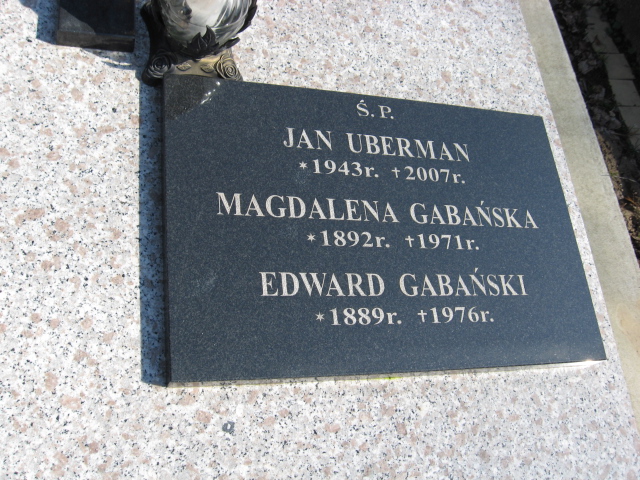 Ś.P.
JAN UBERMAN
*1943r. †2007r.
MAGDALENA GABAŃSKA
*1892r. †1971r.
EDWARD GABAŃSKI
*1889r. †1976r.